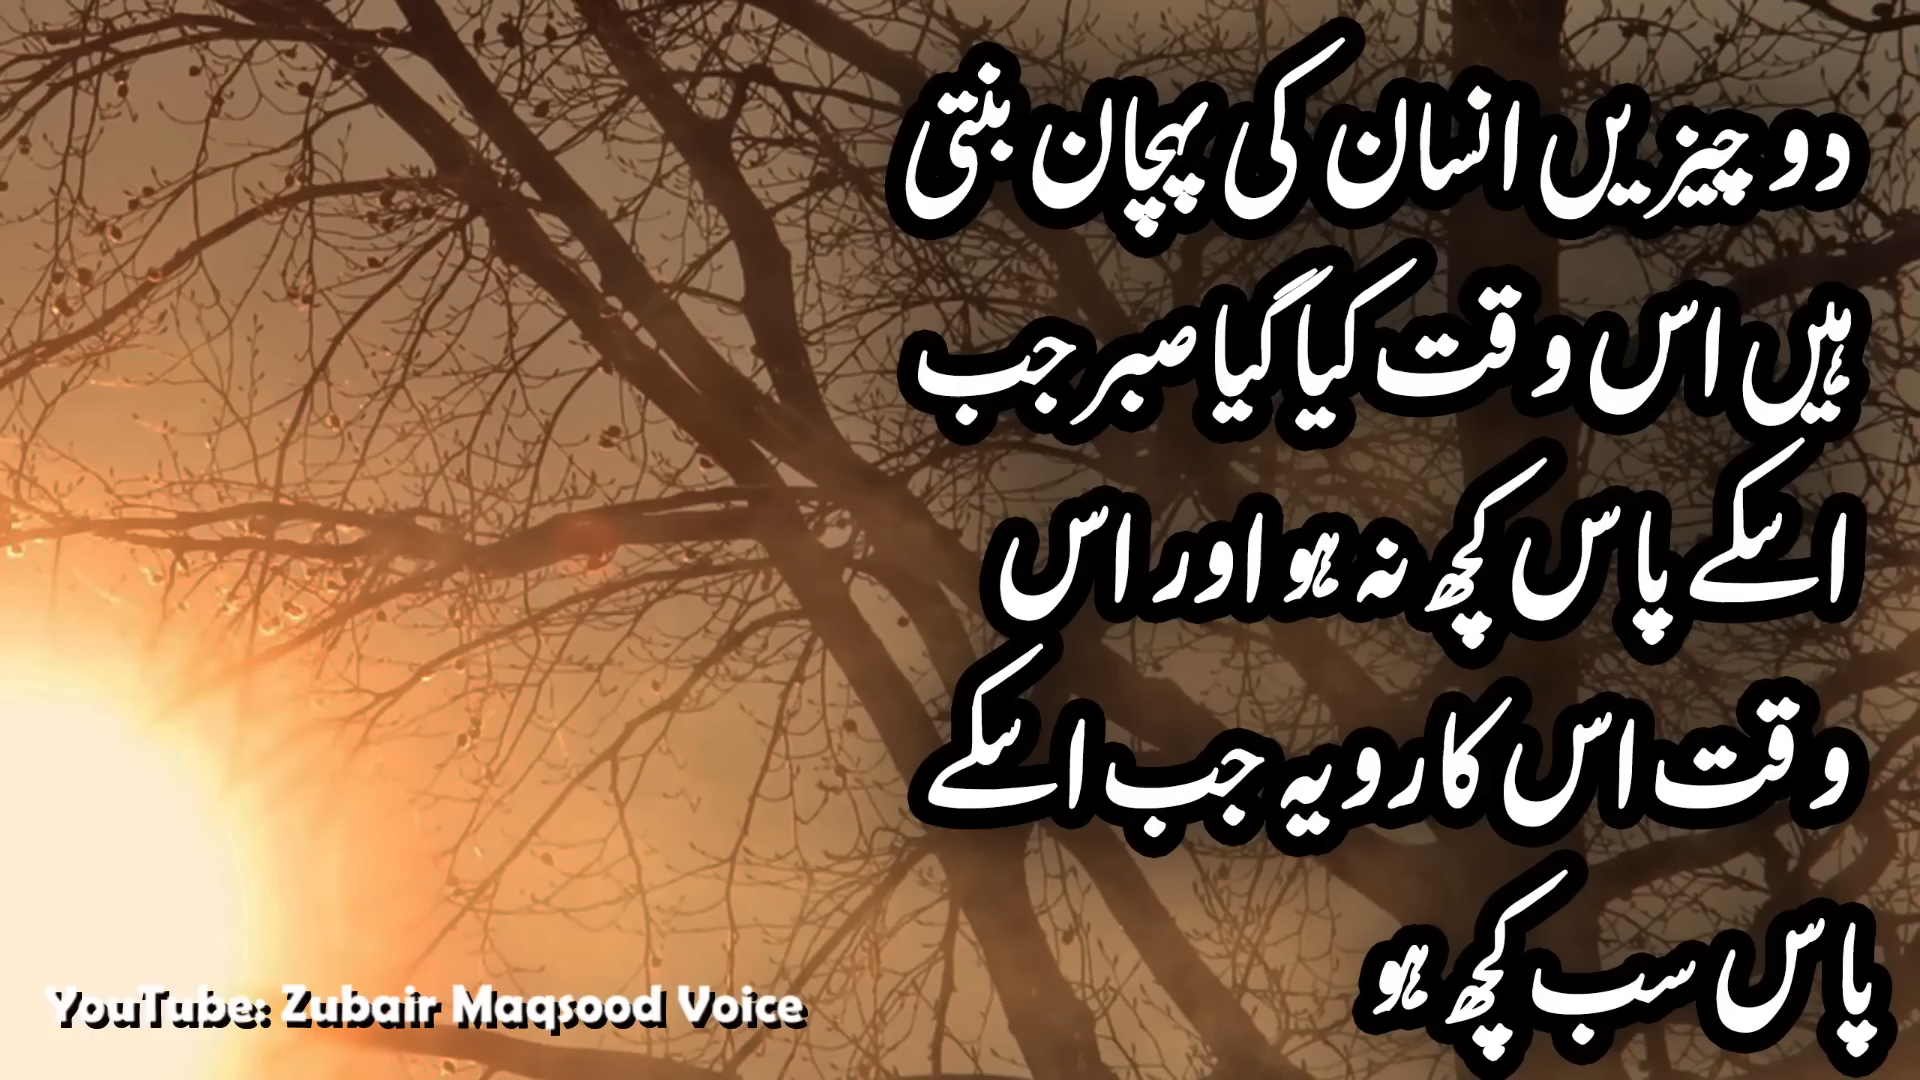 دو چیزیں انسان کی پہچان بنتی
ہیں اس وقت کیا گیا صبر جب
اسکے پاس کچھ نہ ہو اور اس
وقت اسّ کا رویہ جب اسکے
پاس سب کچھ ہو
YouTube: Zubair Maqsood Voice